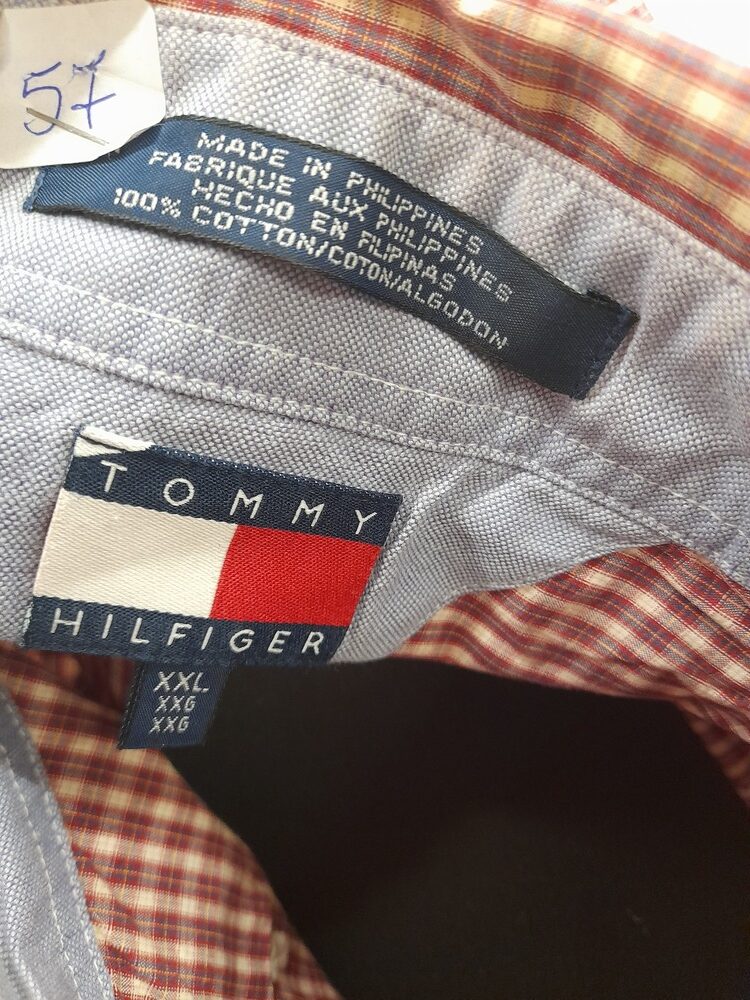 57
MADE IN PHILIPPINES
FABRIQUE AUX PHILIPPINES
HECHO EN FILIPINAS
100% COTTON/COTON/ALGODON
TOMMY
HILFIGER
XXL
XXG
XXG